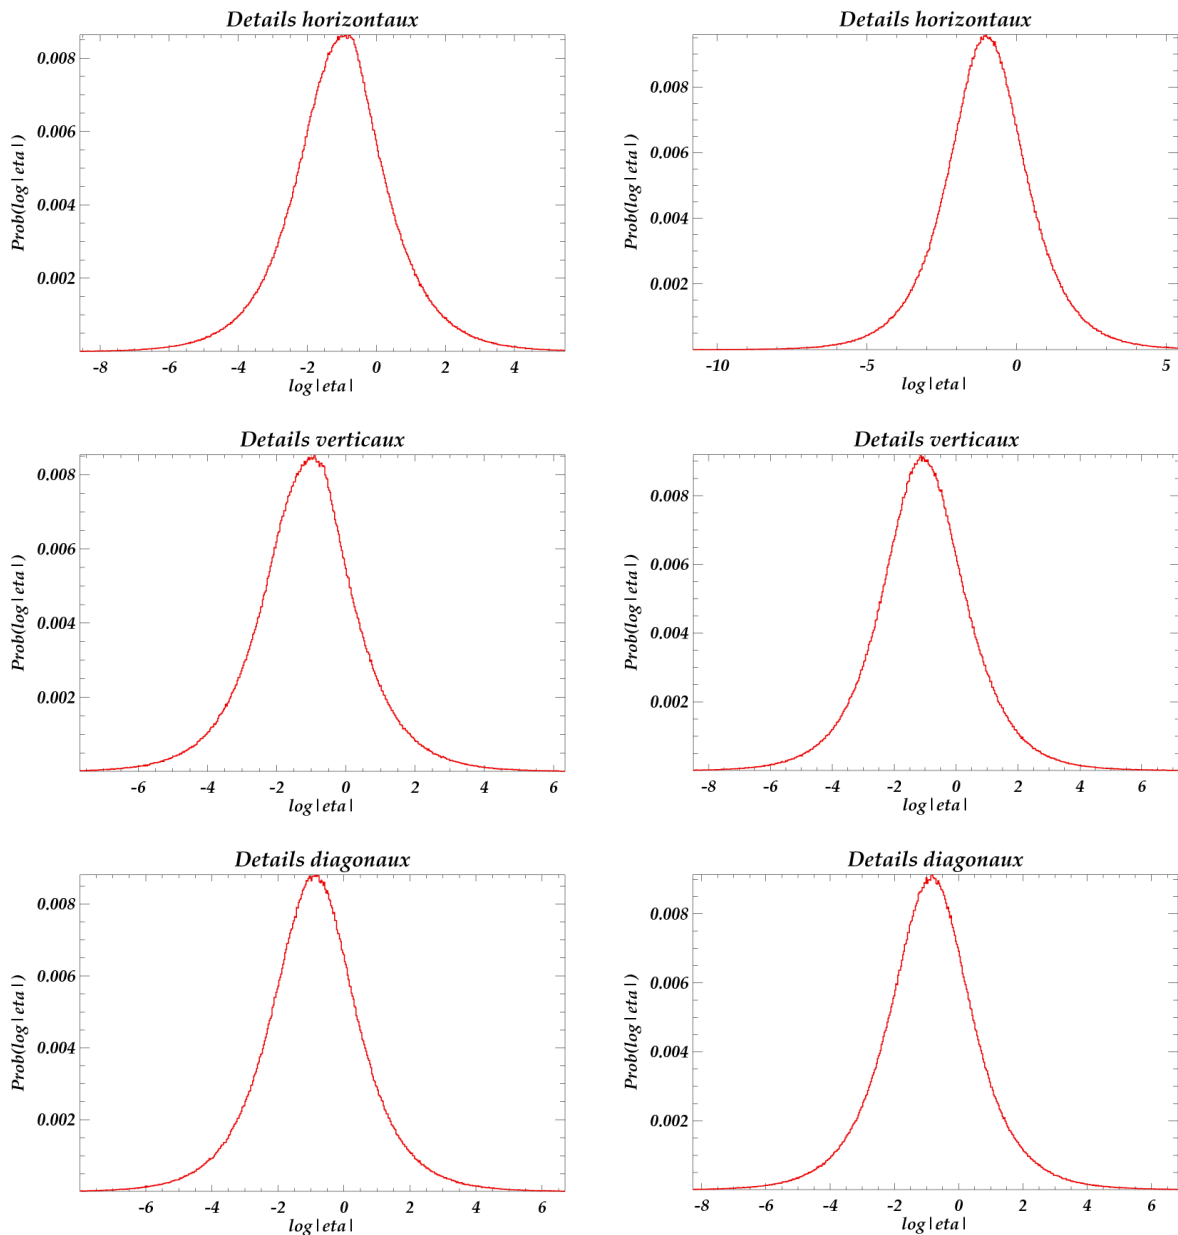 Details horizontaux
Prob(log|eta|)
0.008
0.006
0.004
0.002
-8 -6 -4 -2 0 2 4
log|eta|
Details horizontaux
Prob(log|eta|)
0.008
0.006
0.004
0.002
-10 -5 0 5
log|eta|
Details verticaux
Prob(log|eta|)
0.008
0.006
0.004
0.002
-6 -4 -2 0 2 4 6
log|eta|
Details verticaux
Prob(log|eta|)
0.008
0.006
0.004
0.002
-8 -6 -4 -2 0 2 4 6
log|eta|
Details diagonaux
Prob(log|eta|)
0.008
0.006
0.004
0.002
-6 -4 -2 0 2 4 6
log|eta|
Details diagonaux
Prob(log|eta|)
0.008
0.006
0.004
0.002
-8 -6 -4 -2 0 2 4 6
log|eta|